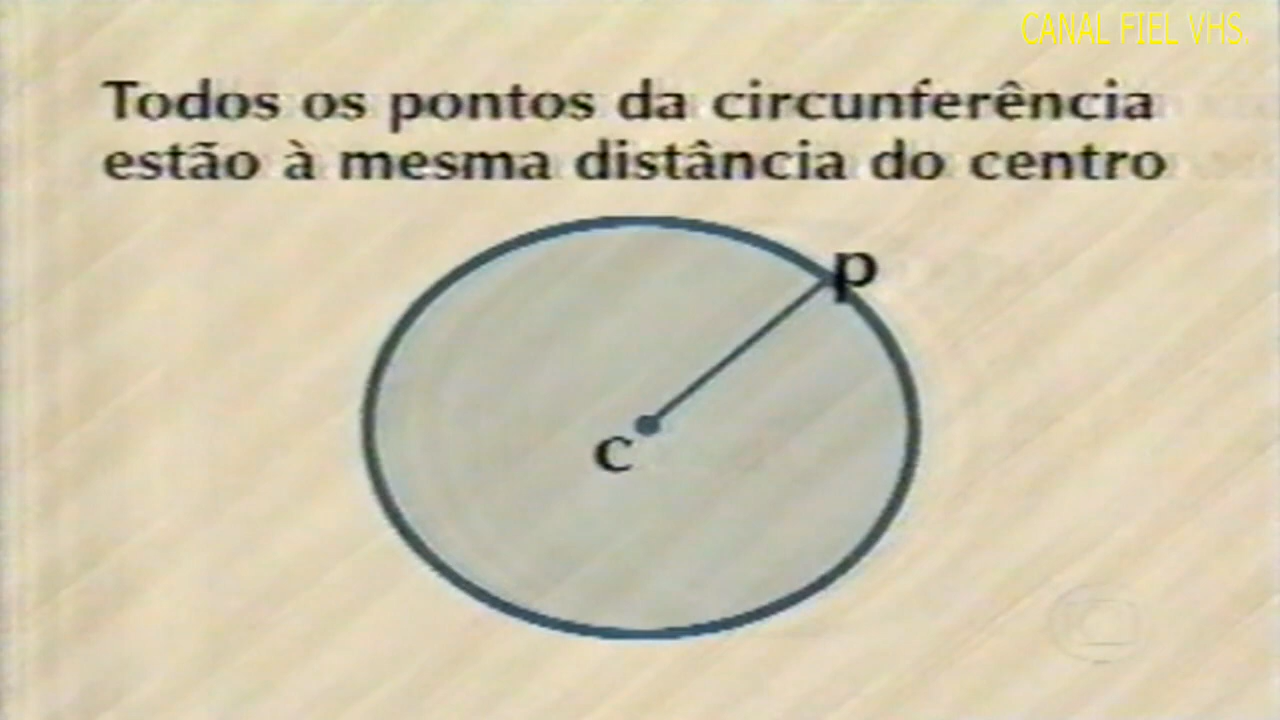 CANAL FIEL VHS.
Todos os pontos da circunferência
estão à mesma distância do centro
p
c